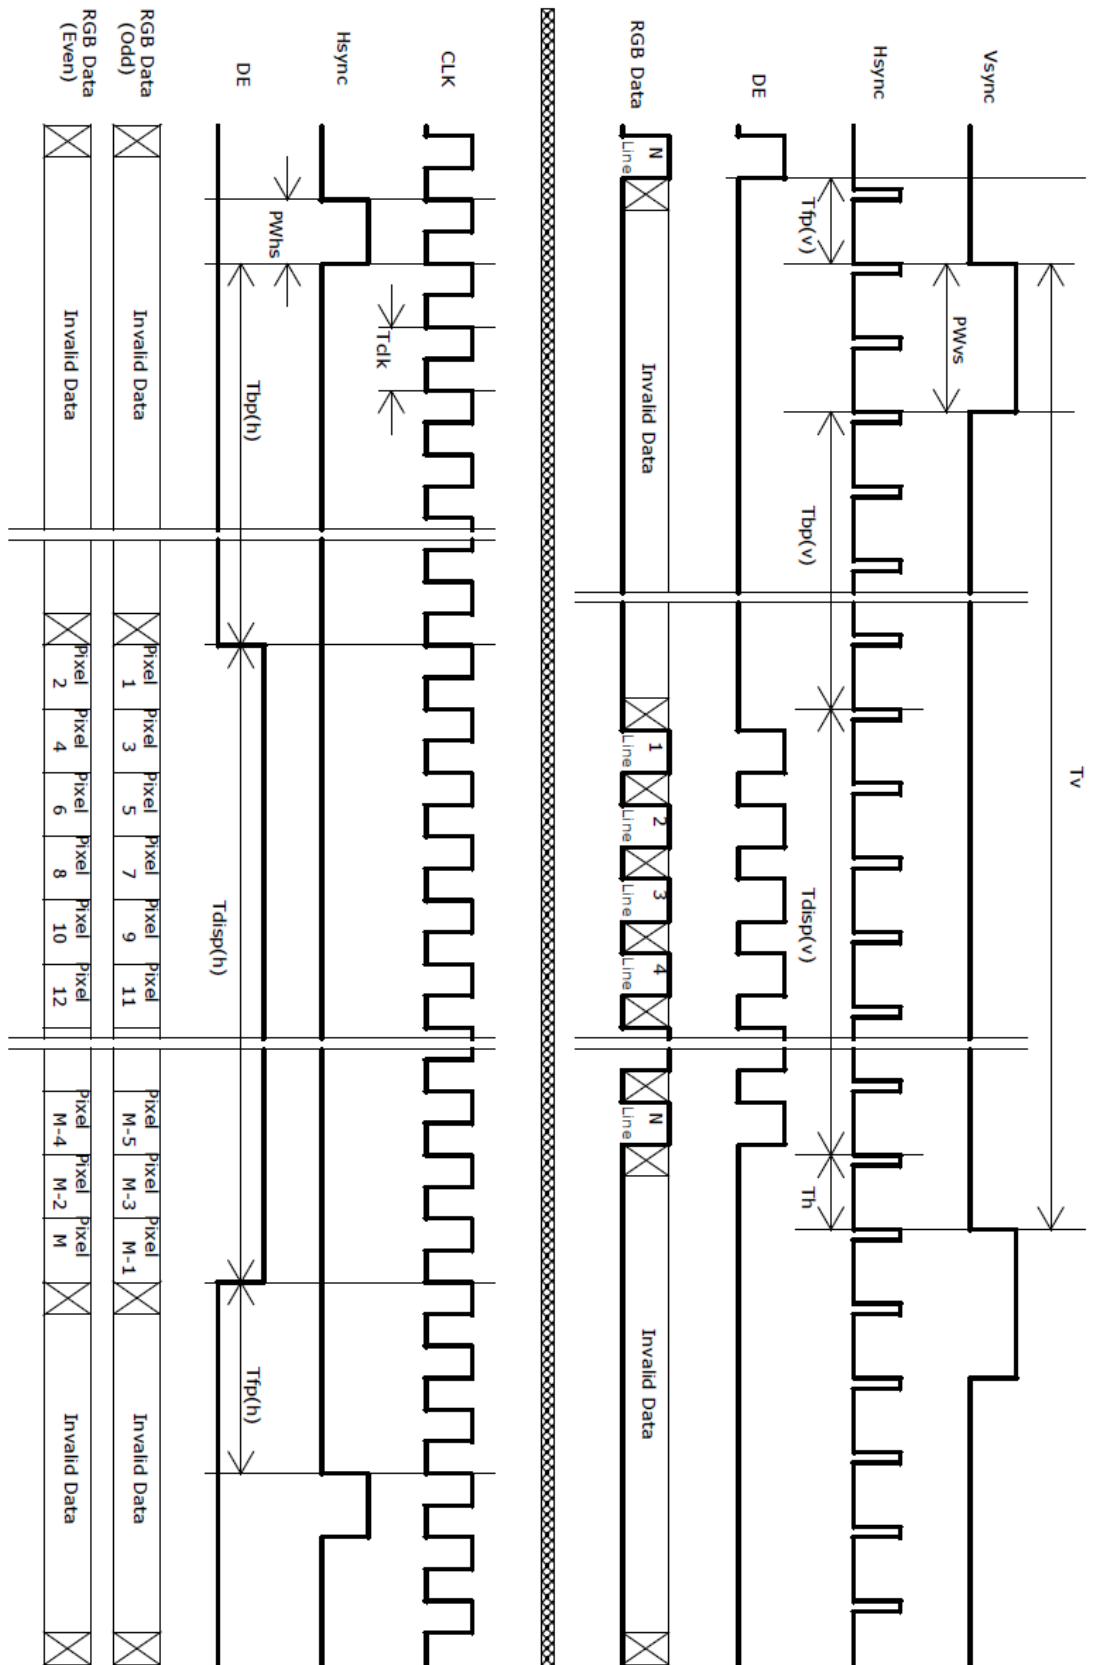 Tv
Vsync
PWvs
Hsync
Tfp(v) Tbp(v) Tdisp(v) Th
DE
N 1 2 3 4 N
RGB Data Invalid Data Invalid Data
Line Line Line Line Line Line
CLK
Tclk
Hsync
PWhs
Tbp(h) Tfp(h)
DE
Tdisp(h)
RGB Data
(Odd)
Pixel Pixel Pixel Pixel Pixel Pixel Pixel Pixel Pixel
Invalid Data 1 3 5 7 9 11 M-5 M-3 M-1 Invalid Data
RGB Data
(Even)
Pixel Pixel Pixel Pixel Pixel Pixel Pixel Pixel Pixel
Invalid Data 2 4 6 8 10 12 M-4 M-2 M Invalid Data